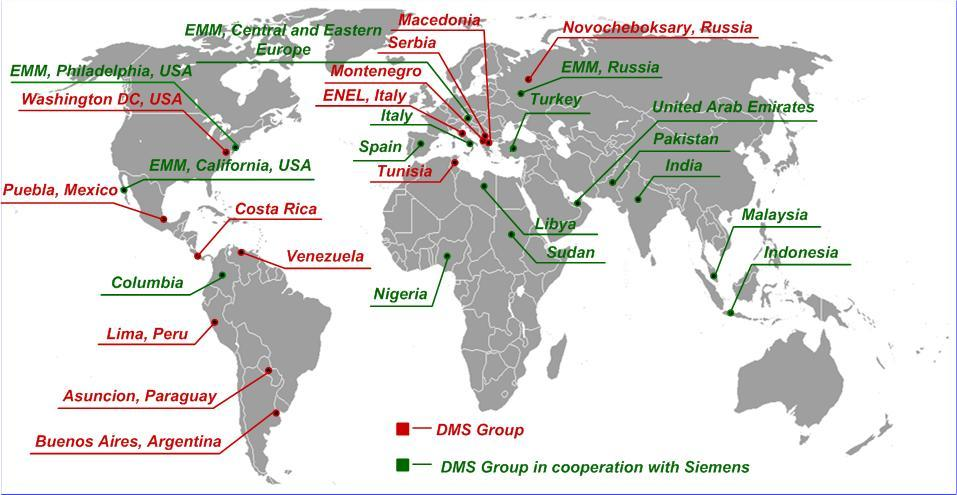 Macedonia
EMM, Central and Eastern
Europe
Novocheboksary, Russia
Serbia
EMM, Philadelphia, USA
Montenegro
EMM, Russia
Washington DC, USA
ENEL, Italy
Turkey
United Arab Emirates
Italy
Pakistan
Spain
EMM, California, USA
India
Tunisia
Puebla, Mexico
Costa Rica
Malaysia
Libya
Venezuela
Sudan
Indonesia
Columbia
Nigeria
Lima, Peru
Asuncion, Paraguay
Buenos Aires, Argentina
DMS Group
DMS Group in cooperation with Siemens